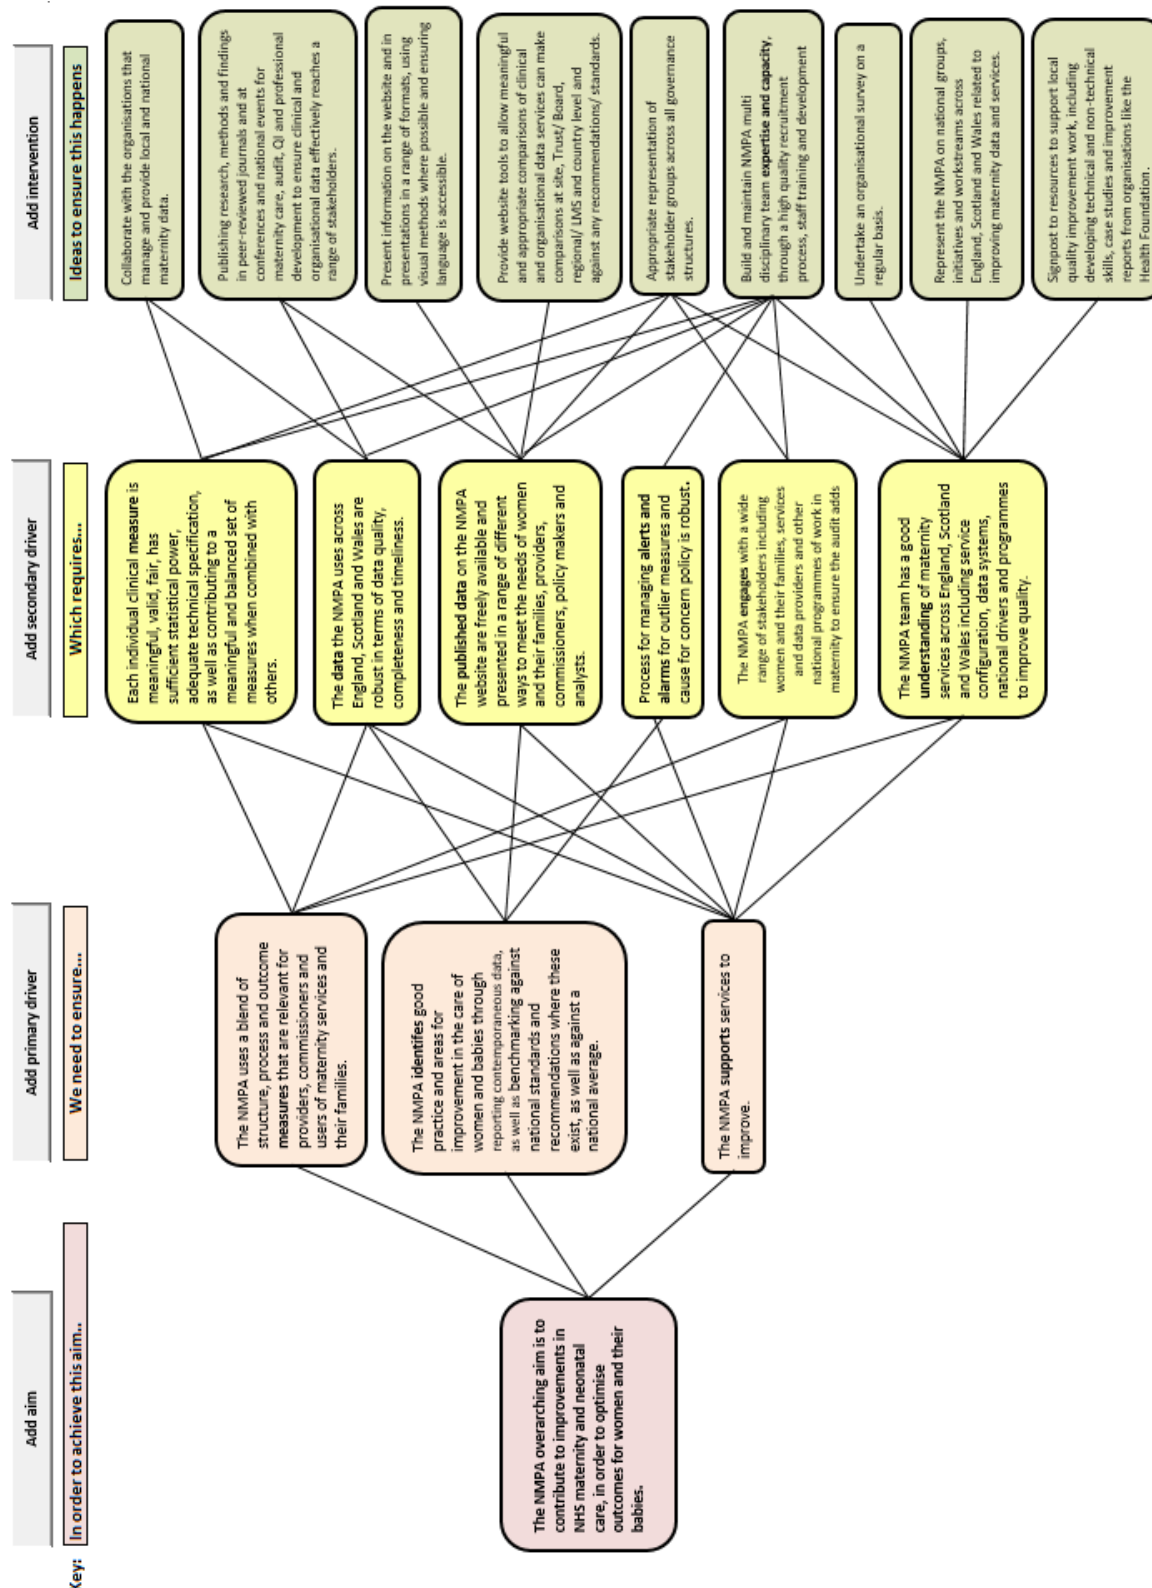 Add aim
Add primary driver
Add secondary driver
Add intervention
Key:
In order to achieve this aim..
We need to ensure...
Which requires...
Ideas to ensure this happens
The NMPA overarching aim is to
contribute to improvements in
NHS maternity and neonatal
care, in order to optimise
outcomes for women and their
babies.
The NMPA uses a blend of
structure, process and outcome
measures that are relevant for
providers, commissioners and
users of maternity services and
their families.
The NMPA identifes good
practice and areas for
improvement in the care of
women and babies through
reporting contemporaneous data,
as well as benchmarking against
national standards and
recommendations where these
exist, as well as against a
national average.
The NMPA supports services to
improve.
Each individual clinical measure is
meaningful, valid, fair, has
sufficient statistical power,
adequate technical specification,
as well as contributing to a
meaningful and balanced set of
measures when combined with
others.
The data the NMPA uses across
England, Scotland and Wales are
robust in terms of data quality,
completeness and timeliness.
The published data on the NMPA
website are freely available and
presented in a range of different
ways to meet the needs of women
and their families, providers,
commissioners, policy makers and
analysts.
Process for managing alerts and
alarms for outlier measures and
cause for concern policy is robust.
The NMPA engages with a wide
range of stakeholders including
women and their families, services
and data providers and other
national programmes of work in
maternity to ensure the audit adds
The NMPA team has a good
understanding of maternity
services across England, Scotland
and Wales including service
configuration, data systems,
national drivers and programmes
to improve quality.
Collaborate with the organisations that
manage and provide local and national
maternity data.
Publishing research, methods and findings
in peer-reviewed journals and at
conferences and national events for
maternity care, audit, QI and professional
development to ensure clinical and
organisational data effectively reaches a
range of stakeholders.
Present information on the website and in
presentations in a range of formats, using
visual methods where possible and ensuring
language is accessible.
Provide website tools to allow meaningful
and appropriate comparisons of clinical
and organisational data services can make
comparisons at site, Trust/ Board,
regional/ LMS and country level and
against any recommendations/ standards.
Appropriate representation of
stakeholder groups across all governance
structures.
Build and maintain NMPA multi
disciplinary team expertise and capacity,
through a high quality recruitment
process, staff training and development
Undertake an organisational survey on a
regular basis.
Represent the NMPA on national groups,
initiatives and workstreams across
England, Scotland and Wales related to
improving maternity data and services.
Signpost to resources to support local
quality improvement work, including
developing technical and non-technical
skills, case studies and improvement
reports from organisations like the
Health Foundation.